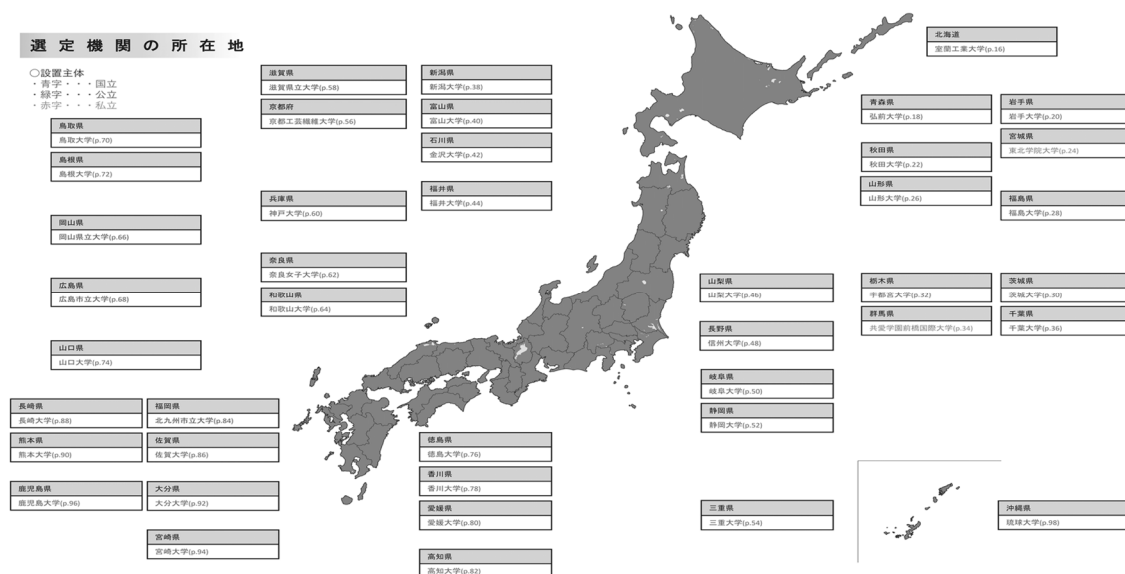 選定機関の所在地
○設置主体
・青字・・・国立
・緑字・・・公立
・赤字・・・私立
鳥取県
鳥取大学(p.70)
島根県
島根大学(p.72)
岡山県
岡山県立大学(p.66)
広島県
広島市立大学(p.68)
山口県
山口大学(p.74)
滋賀県
滋賀県立大学(p.58)
京都府
京都工芸繊維大学(p.56)
兵庫県
神戸大学(p.60)
奈良県
奈良女子大学(p.62)
和歌山県
和歌山大学(p.64)
新潟県
新潟大学(p.38)
富山県
富山大学(p.40)
石川県
金沢大学(p.42)
福井県
福井大学(p.44)
北海道
室蘭工業大学(p.16)
青森県
弘前大学(p.18)
岩手県
岩手大学(p.20)
宮城県
東北学院大学(p.24)
秋田県
秋田大学(p.22)
山形県
山形大学(p.26)
福島県
福島大学(p.28)
山梨県
山梨大学(p.46)
長野県
信州大学(p.48)
岐阜県
岐阜大学(p.50)
静岡県
静岡大学(p.52)
三重県
三重大学(p.54)
栃木県
宇都宮大学(p.32)
茨城県
茨城大学(p.30)
群馬県
共愛学園前橋国際大学(p.34)
千葉県
千葉大学(p.36)
長崎県
長崎大学(p.88)
福岡県
北九州市立大学(p.84)
熊本県
熊本大学(p.90)
佐賀県
佐賀大学(p.86)
鹿児島県
鹿児島大学(p.96)
大分県
大分大学(p.92)
宮崎県
宮崎大学(p.94)
徳島県
徳島大学(p.76)
香川県
香川大学(p.78)
愛媛県
愛媛大学(p.80)
高知県
高知大学(p.82)
沖縄県
琉球大学(p.98)